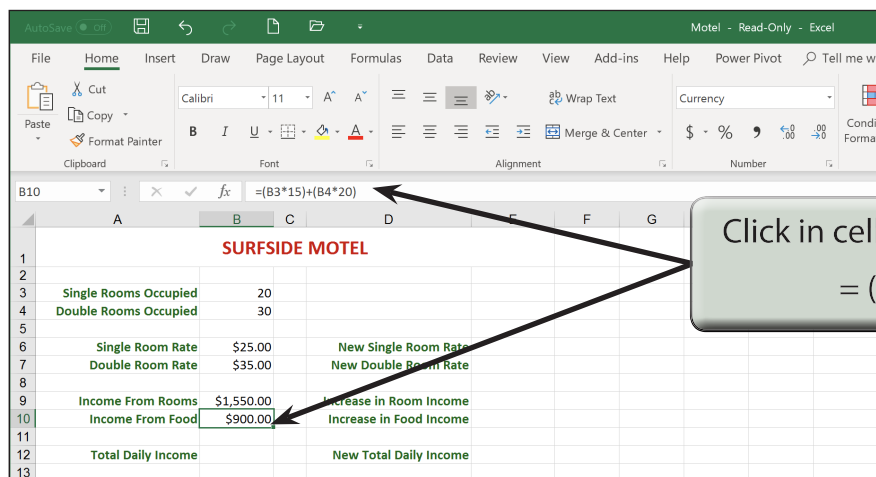 AutoSave Off Motel - Read-Only - Excel
File Home Insert Draw Page Layout Formulas Data Review View Add-ins Help Power Pivot Tell me w
Paste
Cut
Copy
Format Painter
Clipboard
Calibri 11 A A
B I U A
Font
ab Wrap Text
Merge & Center
Alignment
Currency
$ % 9 .00 .00
Number
Condi
Forma
B10 fx =(B3*15)+(B4*20)
A B C D F G
1 SURFSIDE MOTEL
2
3 Single Rooms Occupied 20
4 Double Rooms Occupied 30
5
6 Single Room Rate $25.00 New Single Room Rate
7 Double Room Rate $35.00 New Double Room Rate
8
9 Income From Rooms $1,550.00 Increase in Room Income
10 Income From Food $900.00 Increase in Food Income
11
12 Total Daily Income New Total Daily Income
13
Click in cel
= (